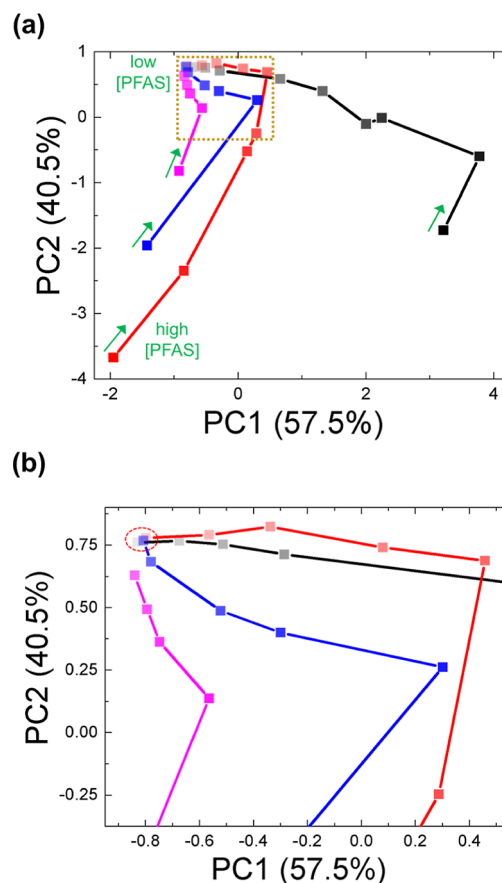 (a)
1
0
-1
-2
-3
-4
PC2 (40.5%)
low
[PFAS]
high
[PFAS]
-2
0
2
4
PC1 (57.5%)
(b)
0.75
0.50
0.25
0.00
-0.25
PC2 (40.5%)
-0.8
-0.6
-0.4
-0.2
0.0
0.2
0.4
PC1 (57.5%)